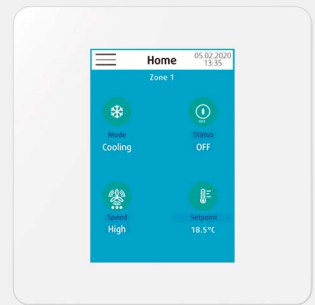 Home
05.02.2020
13:35
Zone 1
Mode
Cooling
Status
OFF
Speed
High
Setpoint
18.5°C